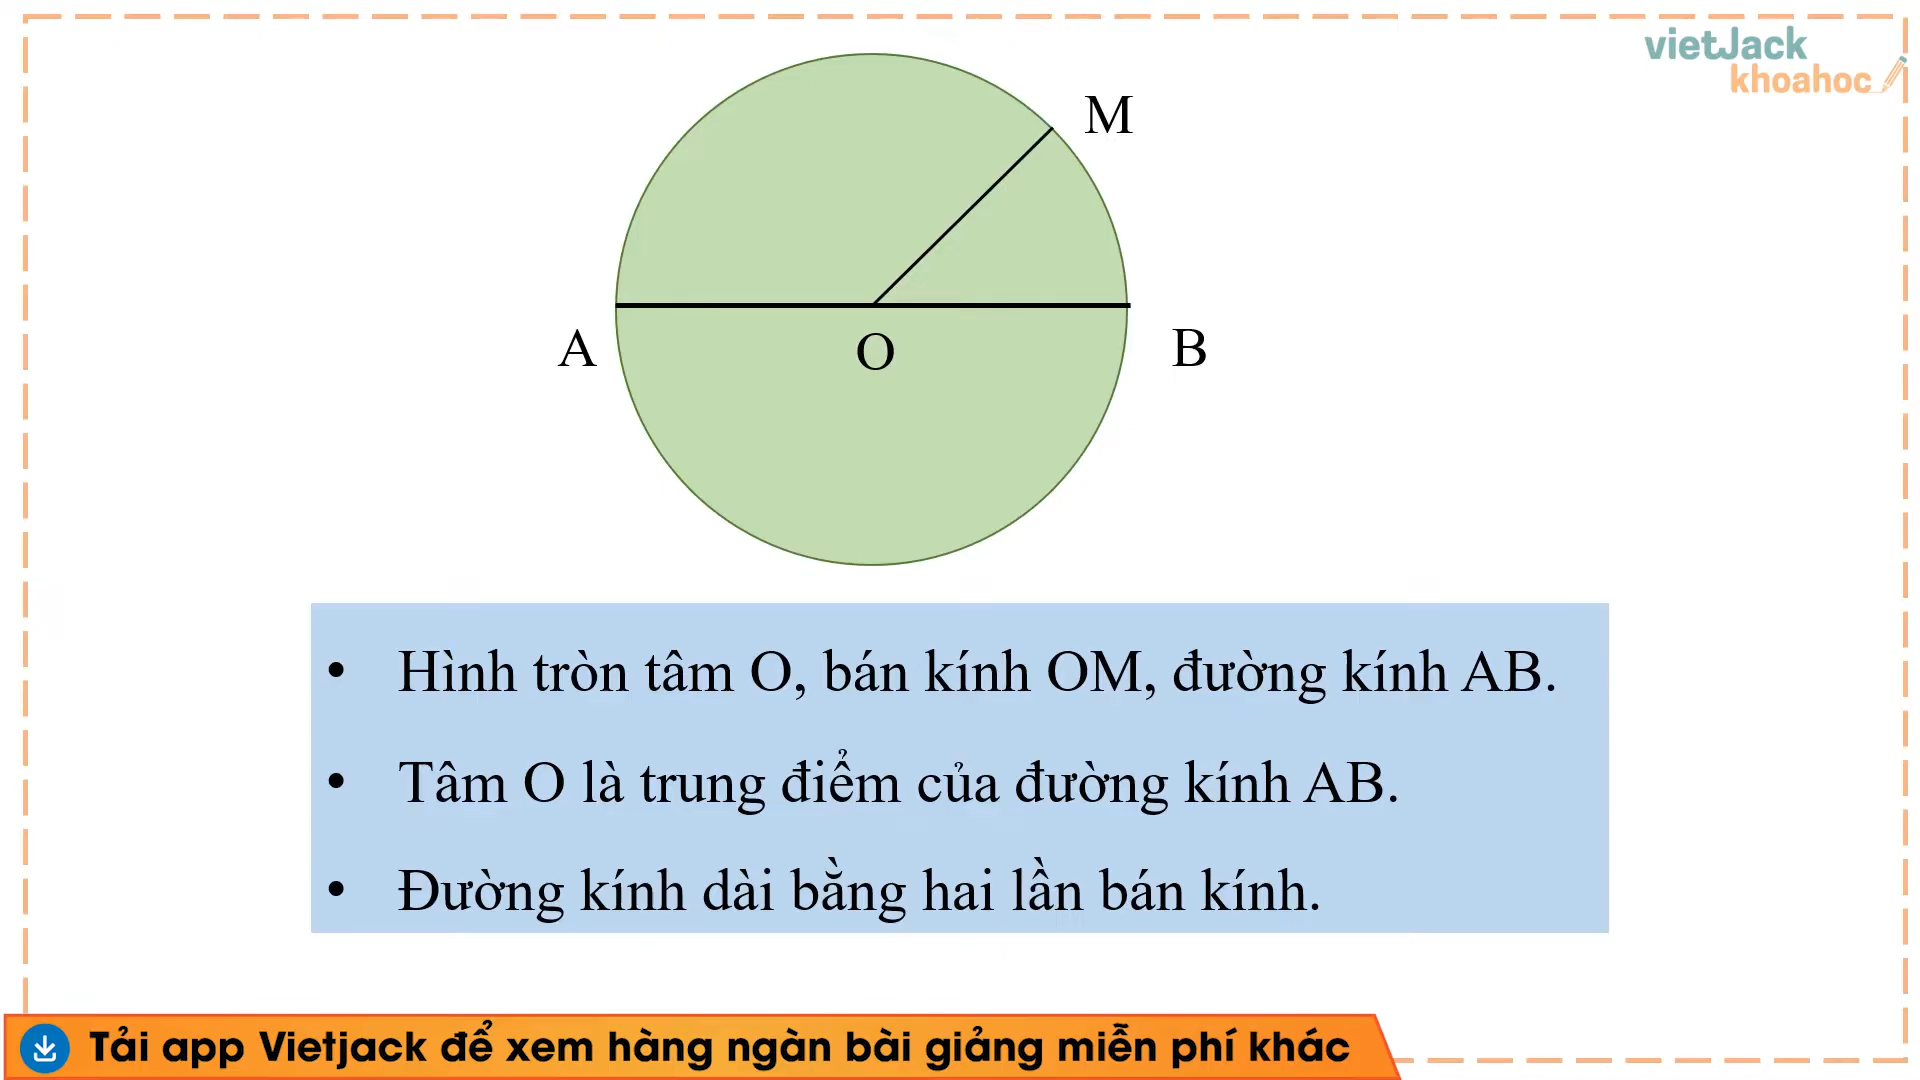 vietJack
khoahoc
M
A
O
B
• Hình tròn tâm O, bán kính OM, đường kính AB.
• Tâm O là trung điểm của đường kính AB.
• Đường kính dài bằng hai lần bán kính.
Tải app Vietjack để xem hàng ngàn bài giảng miễn phí khác